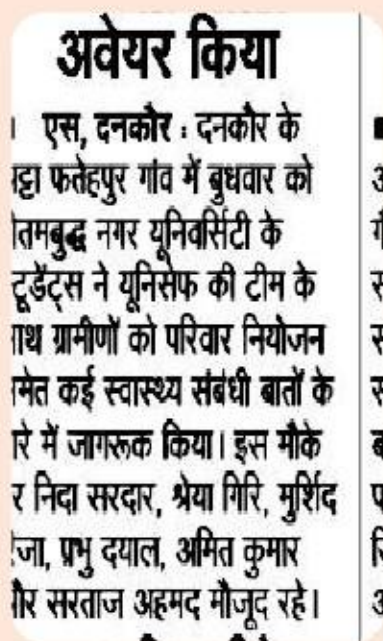 अवेयर किया
। एस, दनकौर : दनकौर के
ट्टा फतेहपुर गांव में बुधवार को
ौतमबुद्ध नगर यूनिवर्सिटी के
टूडेंट्स ने यूनिसेफ की टीम के
ाथ ग्रामीणों को परिवार नियोजन
मेत कई स्वास्थ्य संबंधी बातों के
ारे में जागरूक किया। इस मौके
र निदा सरदार, श्रेया गिरि, मुर्शिद
जा, प्रभु दयाल, अमित कुमार
ौर सरताज अहमद मौजूद रहे।